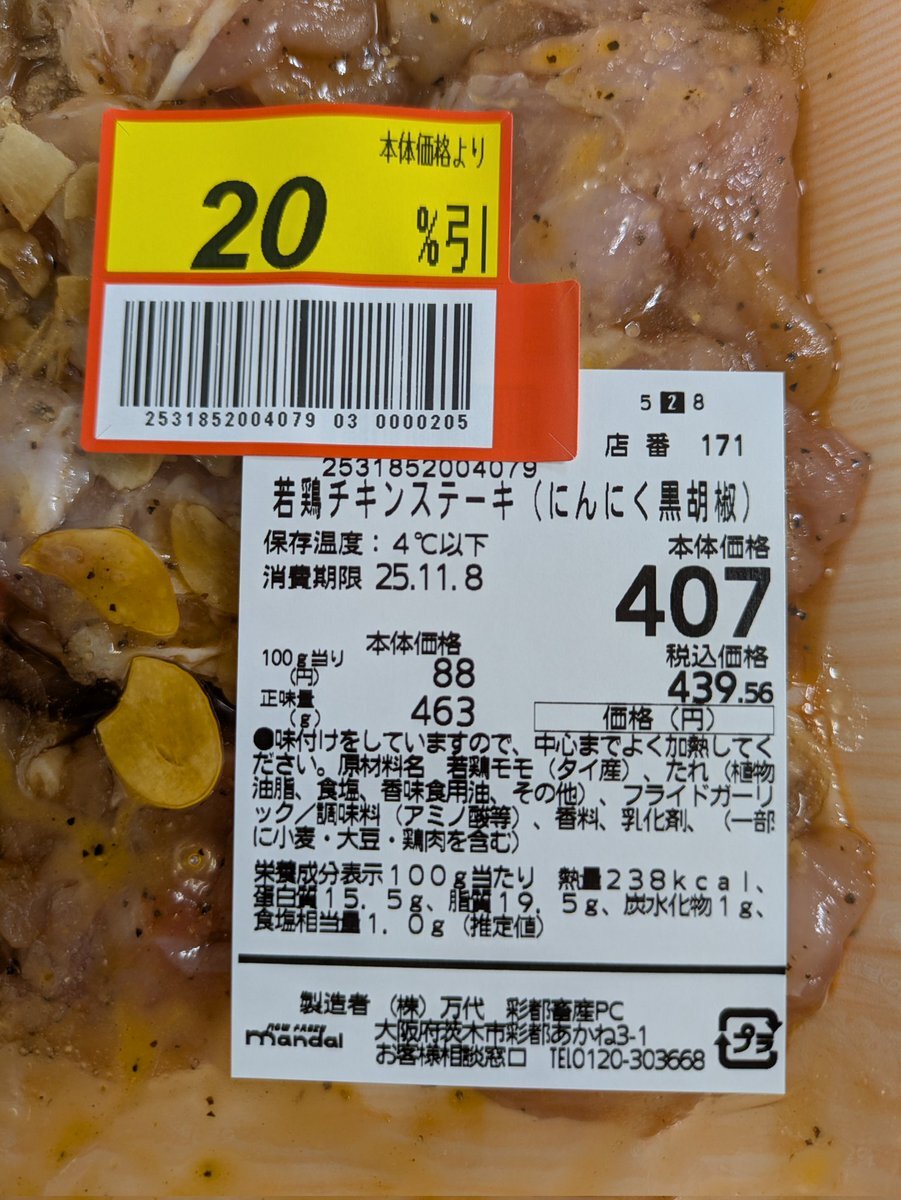 本体価格より
20 %引
2531852004079 03 0000205
5 2 8
店番 171
2531852004079
若鶏チキンステーキ(にんにく黒胡椒)
保存温度:4℃以下
消費期限 25.11.8
本体価格
407
税込価格
439.56
価格(円)
100g当り(円) 本体価格 88
正味量(g) 463
●味付けをしていますので、中心までよく加熱してく
ださい。原材料名 若鶏モモ(タイ産)、たれ(植物
油脂、食塩、香味食用油、その他)、フライドガーリ
ック/調味料(アミノ酸等)、香料、乳化剤、(一部
に小麦・大豆・鶏肉を含む)
栄養成分表示100g当たり 熱量238kcal、
蛋白質15.5g、脂質19.5g、炭水化物1g、
食塩相当量1.0g(推定値)
製造者 (株)万代 彩都畜産PC
大阪府茨木市彩都あかね3-1
お客様相談窓口 TEL0120-303668
mandai
プラ